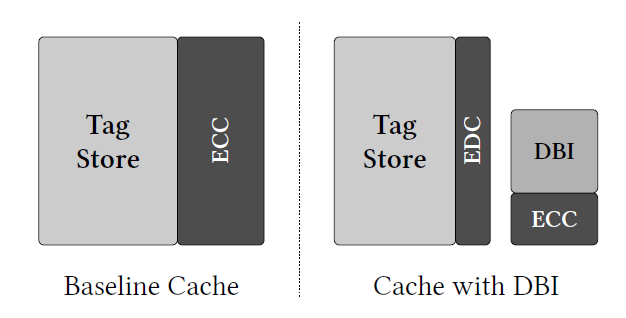 Tag
Store
ECC
Baseline Cache
Tag
Store
EDC
DBI
ECC
Cache with DBI